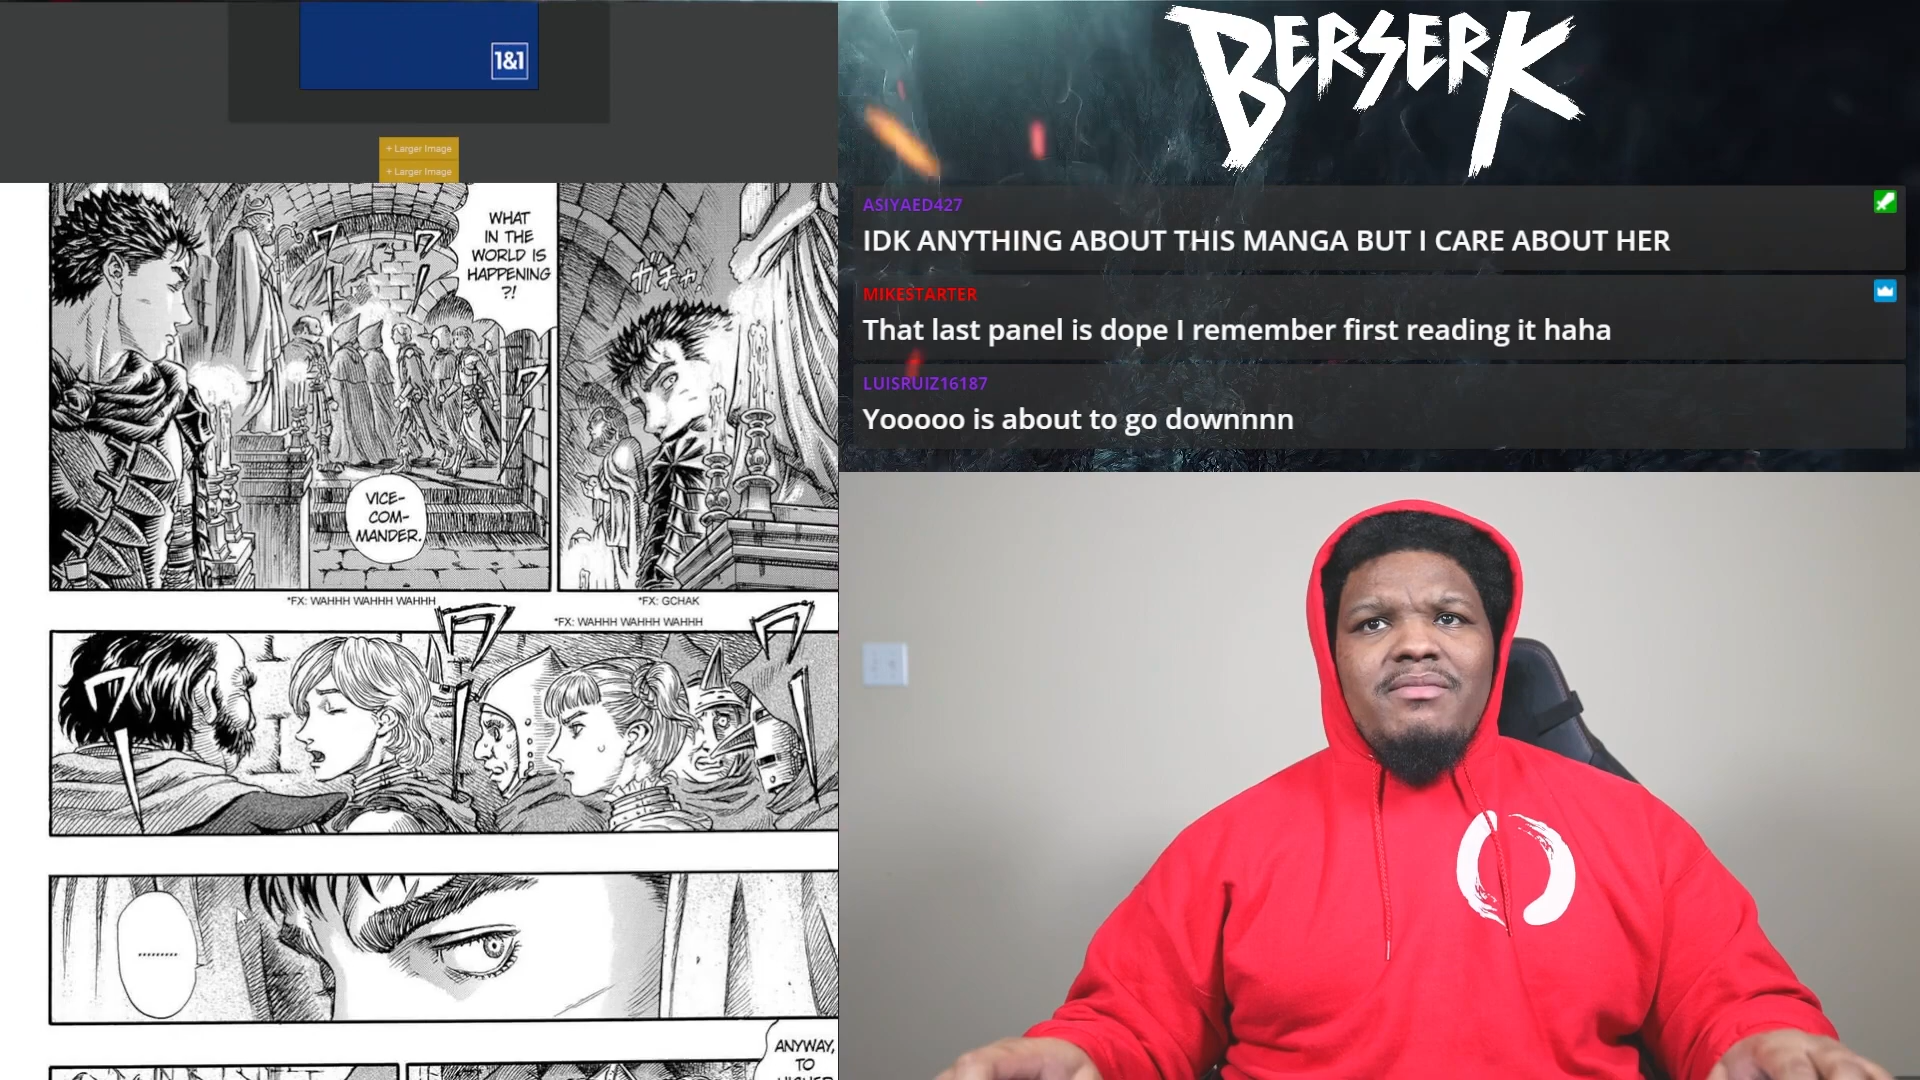 1&1
+ Larger Image
+ Larger Image
WHAT
IN THE
WORLD IS
HAPPENING
?!
ガチャ
VICE-
COM-
MANDER.
*FX: WAHHH WAHHH WAHHH
*FX: GCHAK
*FX: WAHHH WAHHH WAHHH
ワ
ワ
..........
ANYWAY,
TO
BERSERK
ASIYAED427
IDK ANYTHING ABOUT THIS MANGA BUT I CARE ABOUT HER
MIKESTARTER
That last panel is dope I remember first reading it haha
LUISRUIZ16187
Yooooo is about to go downnnn